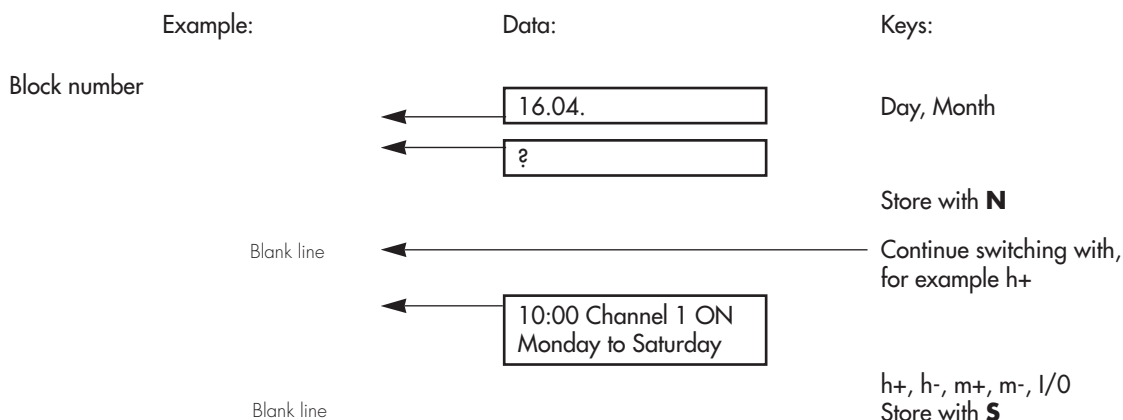 Example: Data: Keys:
Block number
16.04. Day, Month
?
Store with N
Blank line Continue switching with,
for example h+
10:00 Channel 1 ON
Monday to Saturday
h+, h-, m+, m-, I/0
Blank line Store with S